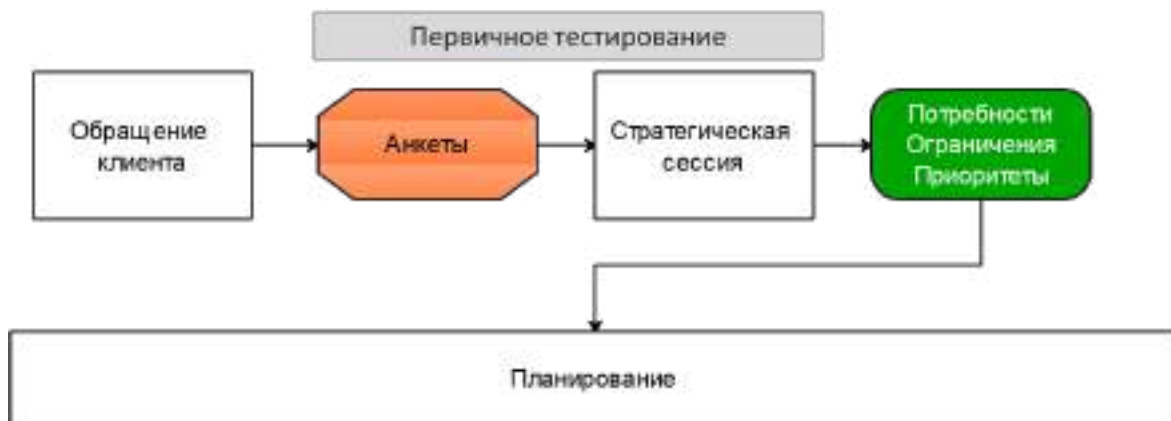 Первичное тестирование
Обращение
клиента
Анкеты
Стратегическая
сессия
Потребности
Ограничения
Приоритеты
Планирование